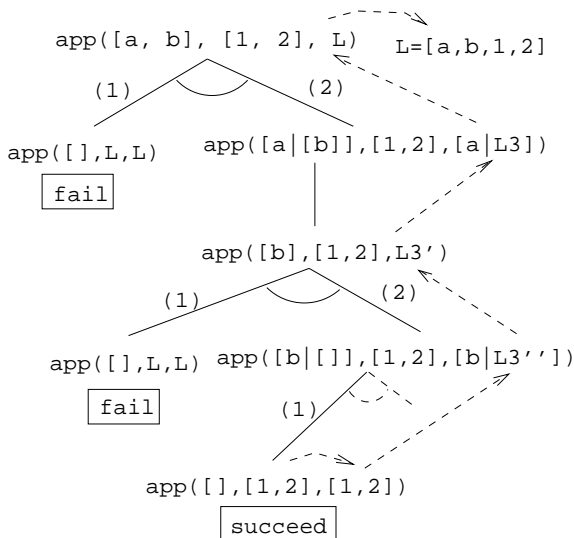 app([a, b], [1, 2], L)
L=[a,b,1,2]
(1)
(2)
app([],L,L)
app([a|[b]],[1,2],[a|L3])
fail
app([b],[1,2],L3')
(1)
(2)
app([],L,L)
app([b|[]],[1,2],[b|L3''])
fail
(1)
app([],[1,2],[1,2])
succeed